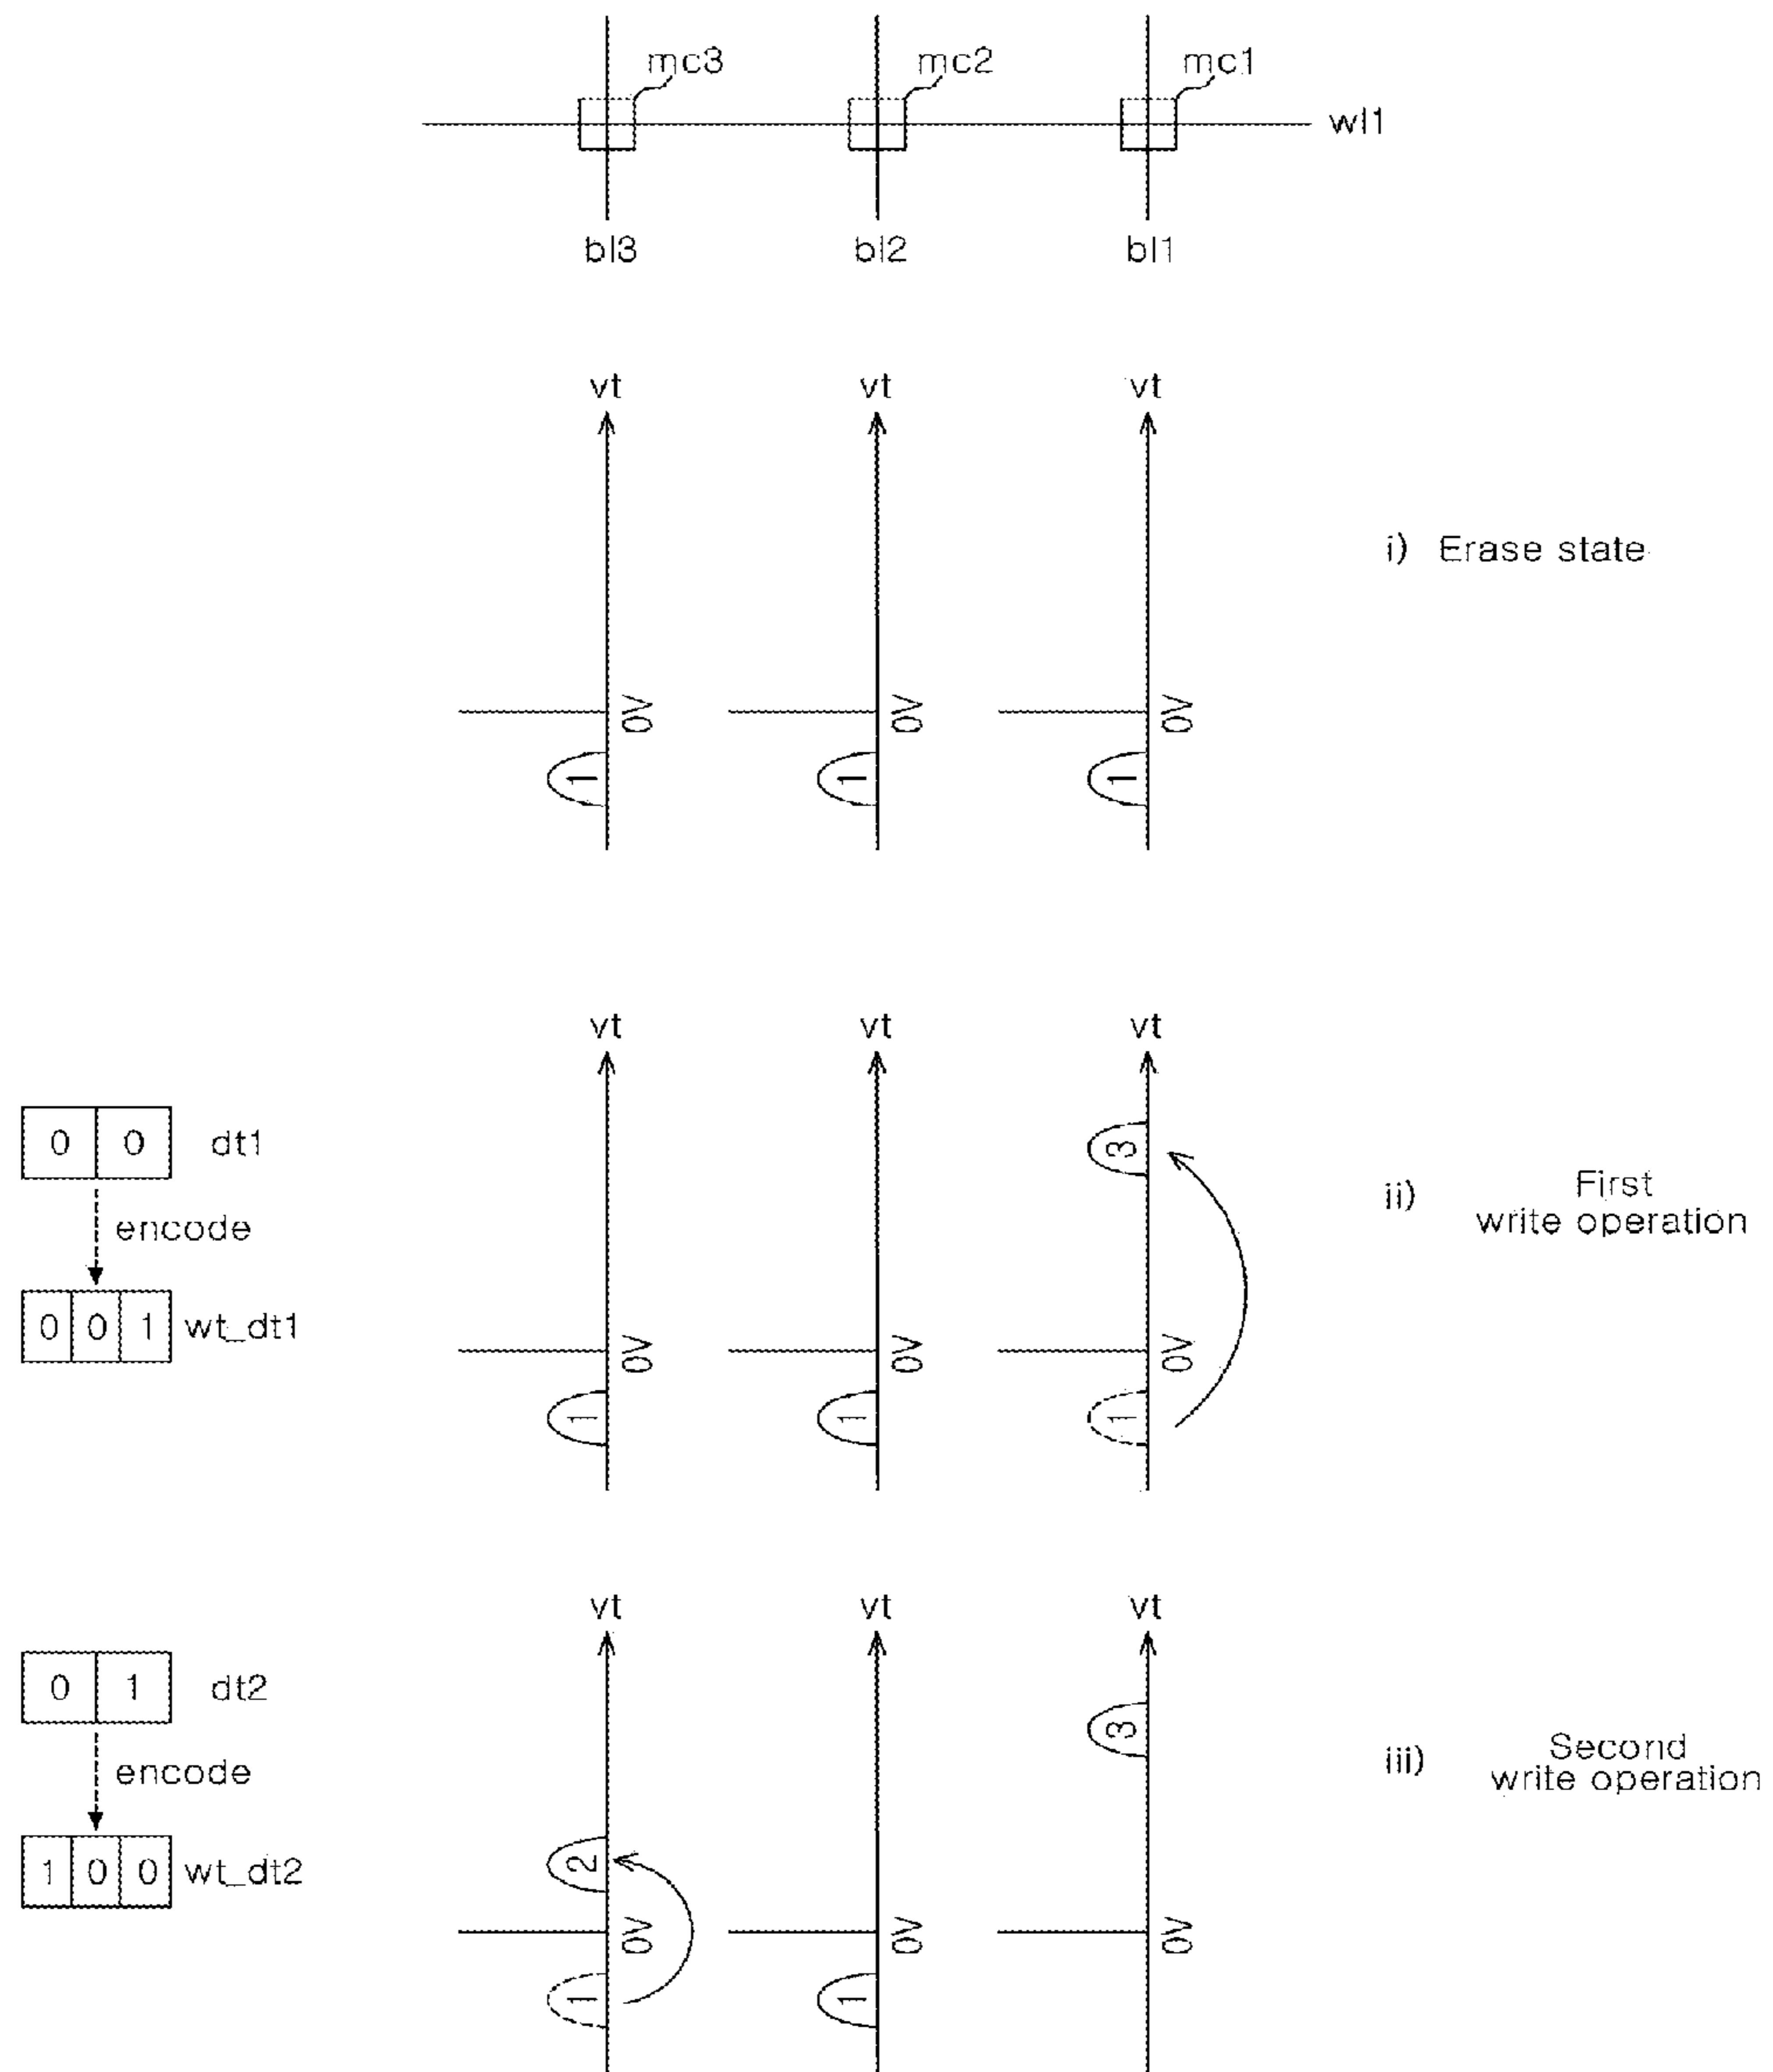 mc3 mc2 mc1
wl1
bl3 bl2 bl1
vt vt vt
i) Erase state
0V 0V 0V
1 1 1
vt vt vt
0 0 dt1
3
ii) First
write operation
encode
0 0 1 wt_dt1
0V 0V 0V
1 1 1
vt vt vt
0 1 dt2
3
iii) Second
write operation
encode
1 0 0 wt_dt2
2
0V 0V 0V
1 1